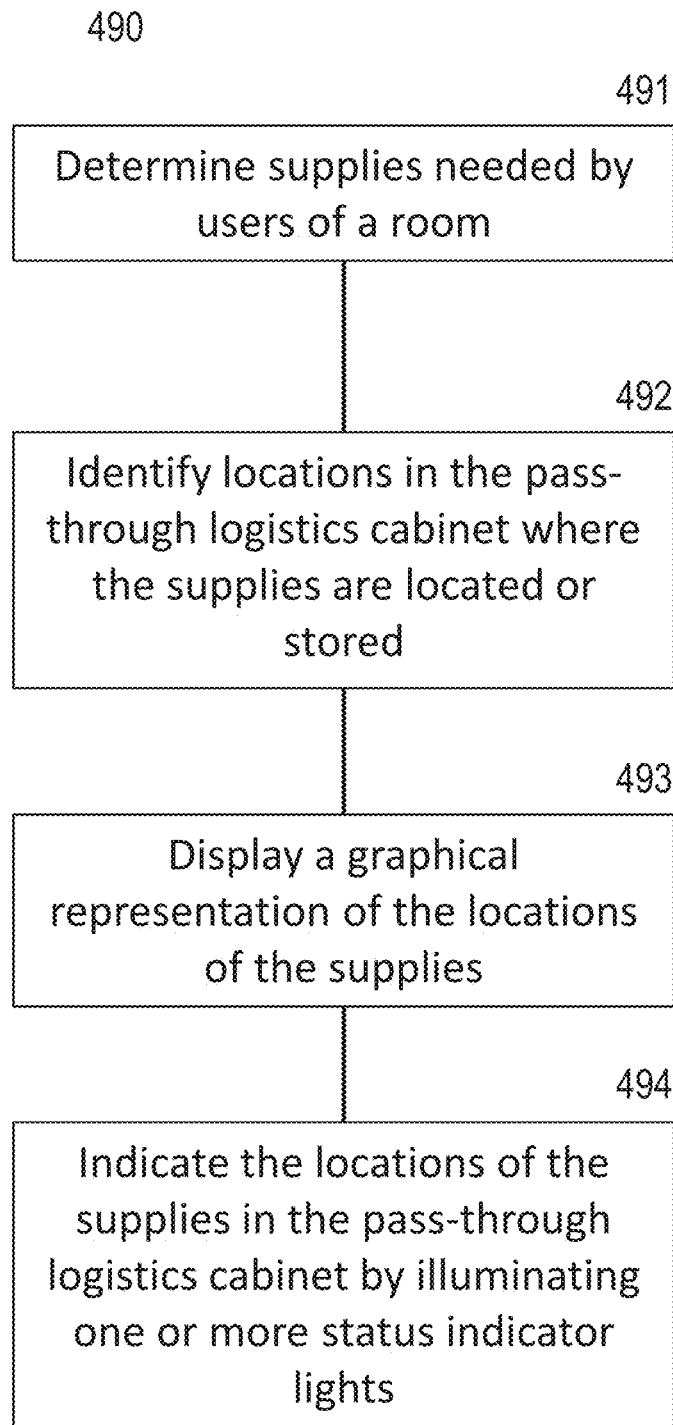 490
491
Determine supplies needed by
users of a room
492
Identify locations in the pass-
through logistics cabinet where
the supplies are located or
stored
493
Display a graphical
representation of the locations
of the supplies
494
Indicate the locations of the
supplies in the pass-through
logistics cabinet by illuminating
one or more status indicator
lights